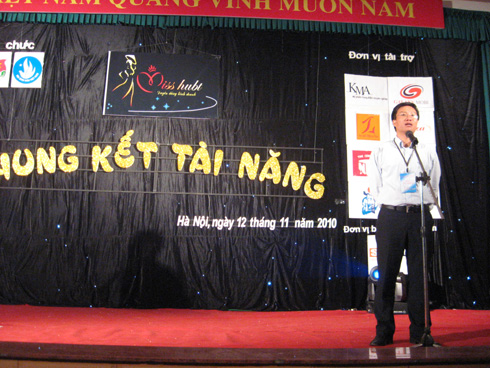 NAM QUANG VINH MUÔN NĂM
chức
Đơn vị tài trợ
Miss hubt
KMA
HUNG KẾT TÀI NĂNG
Hà Nội, ngày 12 tháng 11 năm 2010
Đơn vị b